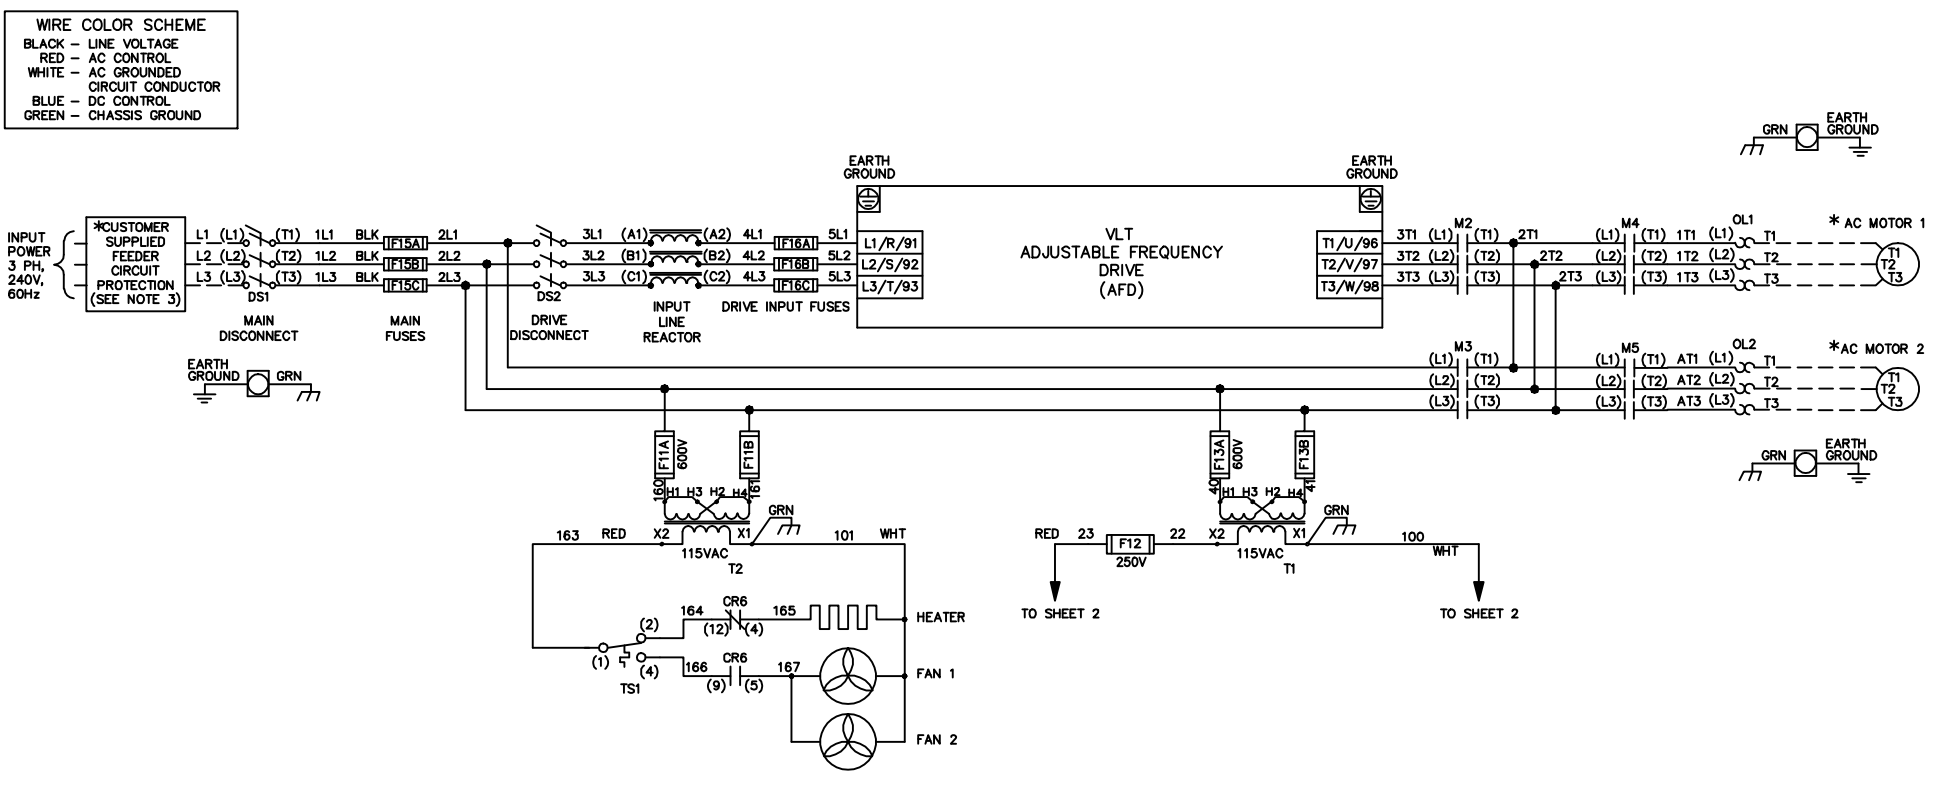 WIRE COLOR SCHEME
BLACK – LINE VOLTAGE
RED – AC CONTROL
WHITE – AC GROUNDED
CIRCUIT CONDUCTOR
BLUE – DC CONTROL
GREEN – CHASSIS GROUND
GRN
EARTH
GROUND
INPUT
POWER
3 PH,
240V,
60Hz
*CUSTOMER
SUPPLIED
FEEDER
CIRCUIT
PROTECTION
(SEE NOTE 3)
L1 (L1) (T1) 1L1 BLK F15A 2L1
L2 (L2) (T2) 1L2 BLK F15B 2L2
L3 (L3) (T3) 1L3 BLK F15C 2L3
DS1
MAIN
DISCONNECT
MAIN
FUSES
3L1 (A1) (A2) 4L1 F16A 5L1
3L2 (B1) (B2) 4L2 F16B 5L2
3L3 (C1) (C2) 4L3 F16C 5L3
DS2
DRIVE
DISCONNECT
INPUT
LINE
REACTOR
DRIVE INPUT FUSES
EARTH
GROUND
EARTH
GROUND
L1/R/91
L2/S/92
L3/T/93
VLT
ADJUSTABLE FREQUENCY
DRIVE
(AFD)
T1/U/96
T2/V/97
T3/W/98
M2
3T1 (L1) (T1) 2T1
3T2 (L2) (T2) 2T2
3T3 (L3) (T3) 2T3
M4
(L1) (T1) 1T1 (L1) T1
(L2) (T2) 1T2 (L2) T2
(L3) (T3) 1T3 (L3) T3
OL1
* AC MOTOR 1
T1
T2
T3
EARTH
GROUND
GRN
M3
(L1) (T1)
(L2) (T2)
(L3) (T3)
M5
(L1) (T1) AT1 (L1) T1
(L2) (T2) AT2 (L2) T2
(L3) (T3) AT3 (L3) T3
OL2
*AC MOTOR 2
T1
T2
T3
GRN
EARTH
GROUND
F11A
600V
F11B
160
161
H1 H3 H2 H4
GRN
163 RED X2 X1 101 WHT
115VAC
T2
F13A
600V
F13B
40
41
H1 H3 H2 H4
GRN
RED 23 F12 22 X2 X1 100
WHT
250V
115VAC
T1
TO SHEET 2
TO SHEET 2
CR6
164 165
(12) (4)
HEATER
(2)
(1)
(4)
TS1
CR6
166 167
(9) (5)
FAN 1
FAN 2